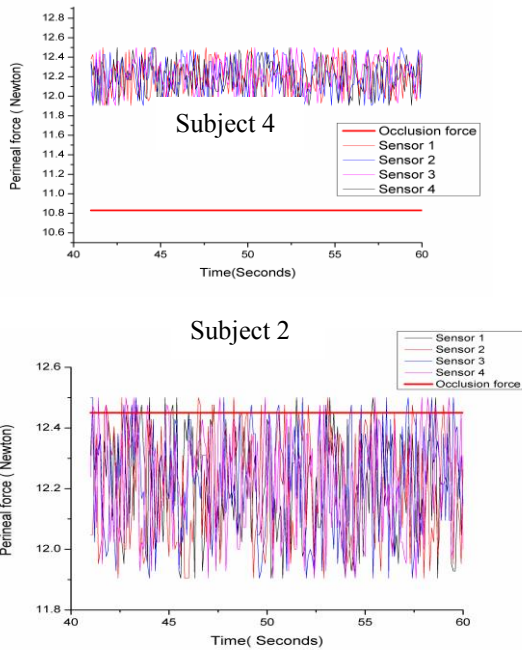 12.8
12.6
12.4
12.2
12.0
11.8
11.6
11.4
11.2
11.0
10.8
10.6
Perineal force ( Newton)
Subject 4
Occlusion force
Sensor 1
Sensor 2
Sensor 3
Sensor 4
40 45 50 55 60
Time(Seconds)
Subject 2
Sensor 1
Sensor 2
Sensor 3
Sensor 4
Occlusion force
12.6
12.4
12.2
12.0
11.8
Perineal force ( Newton)
40 45 50 55 60
Time( Seconds)